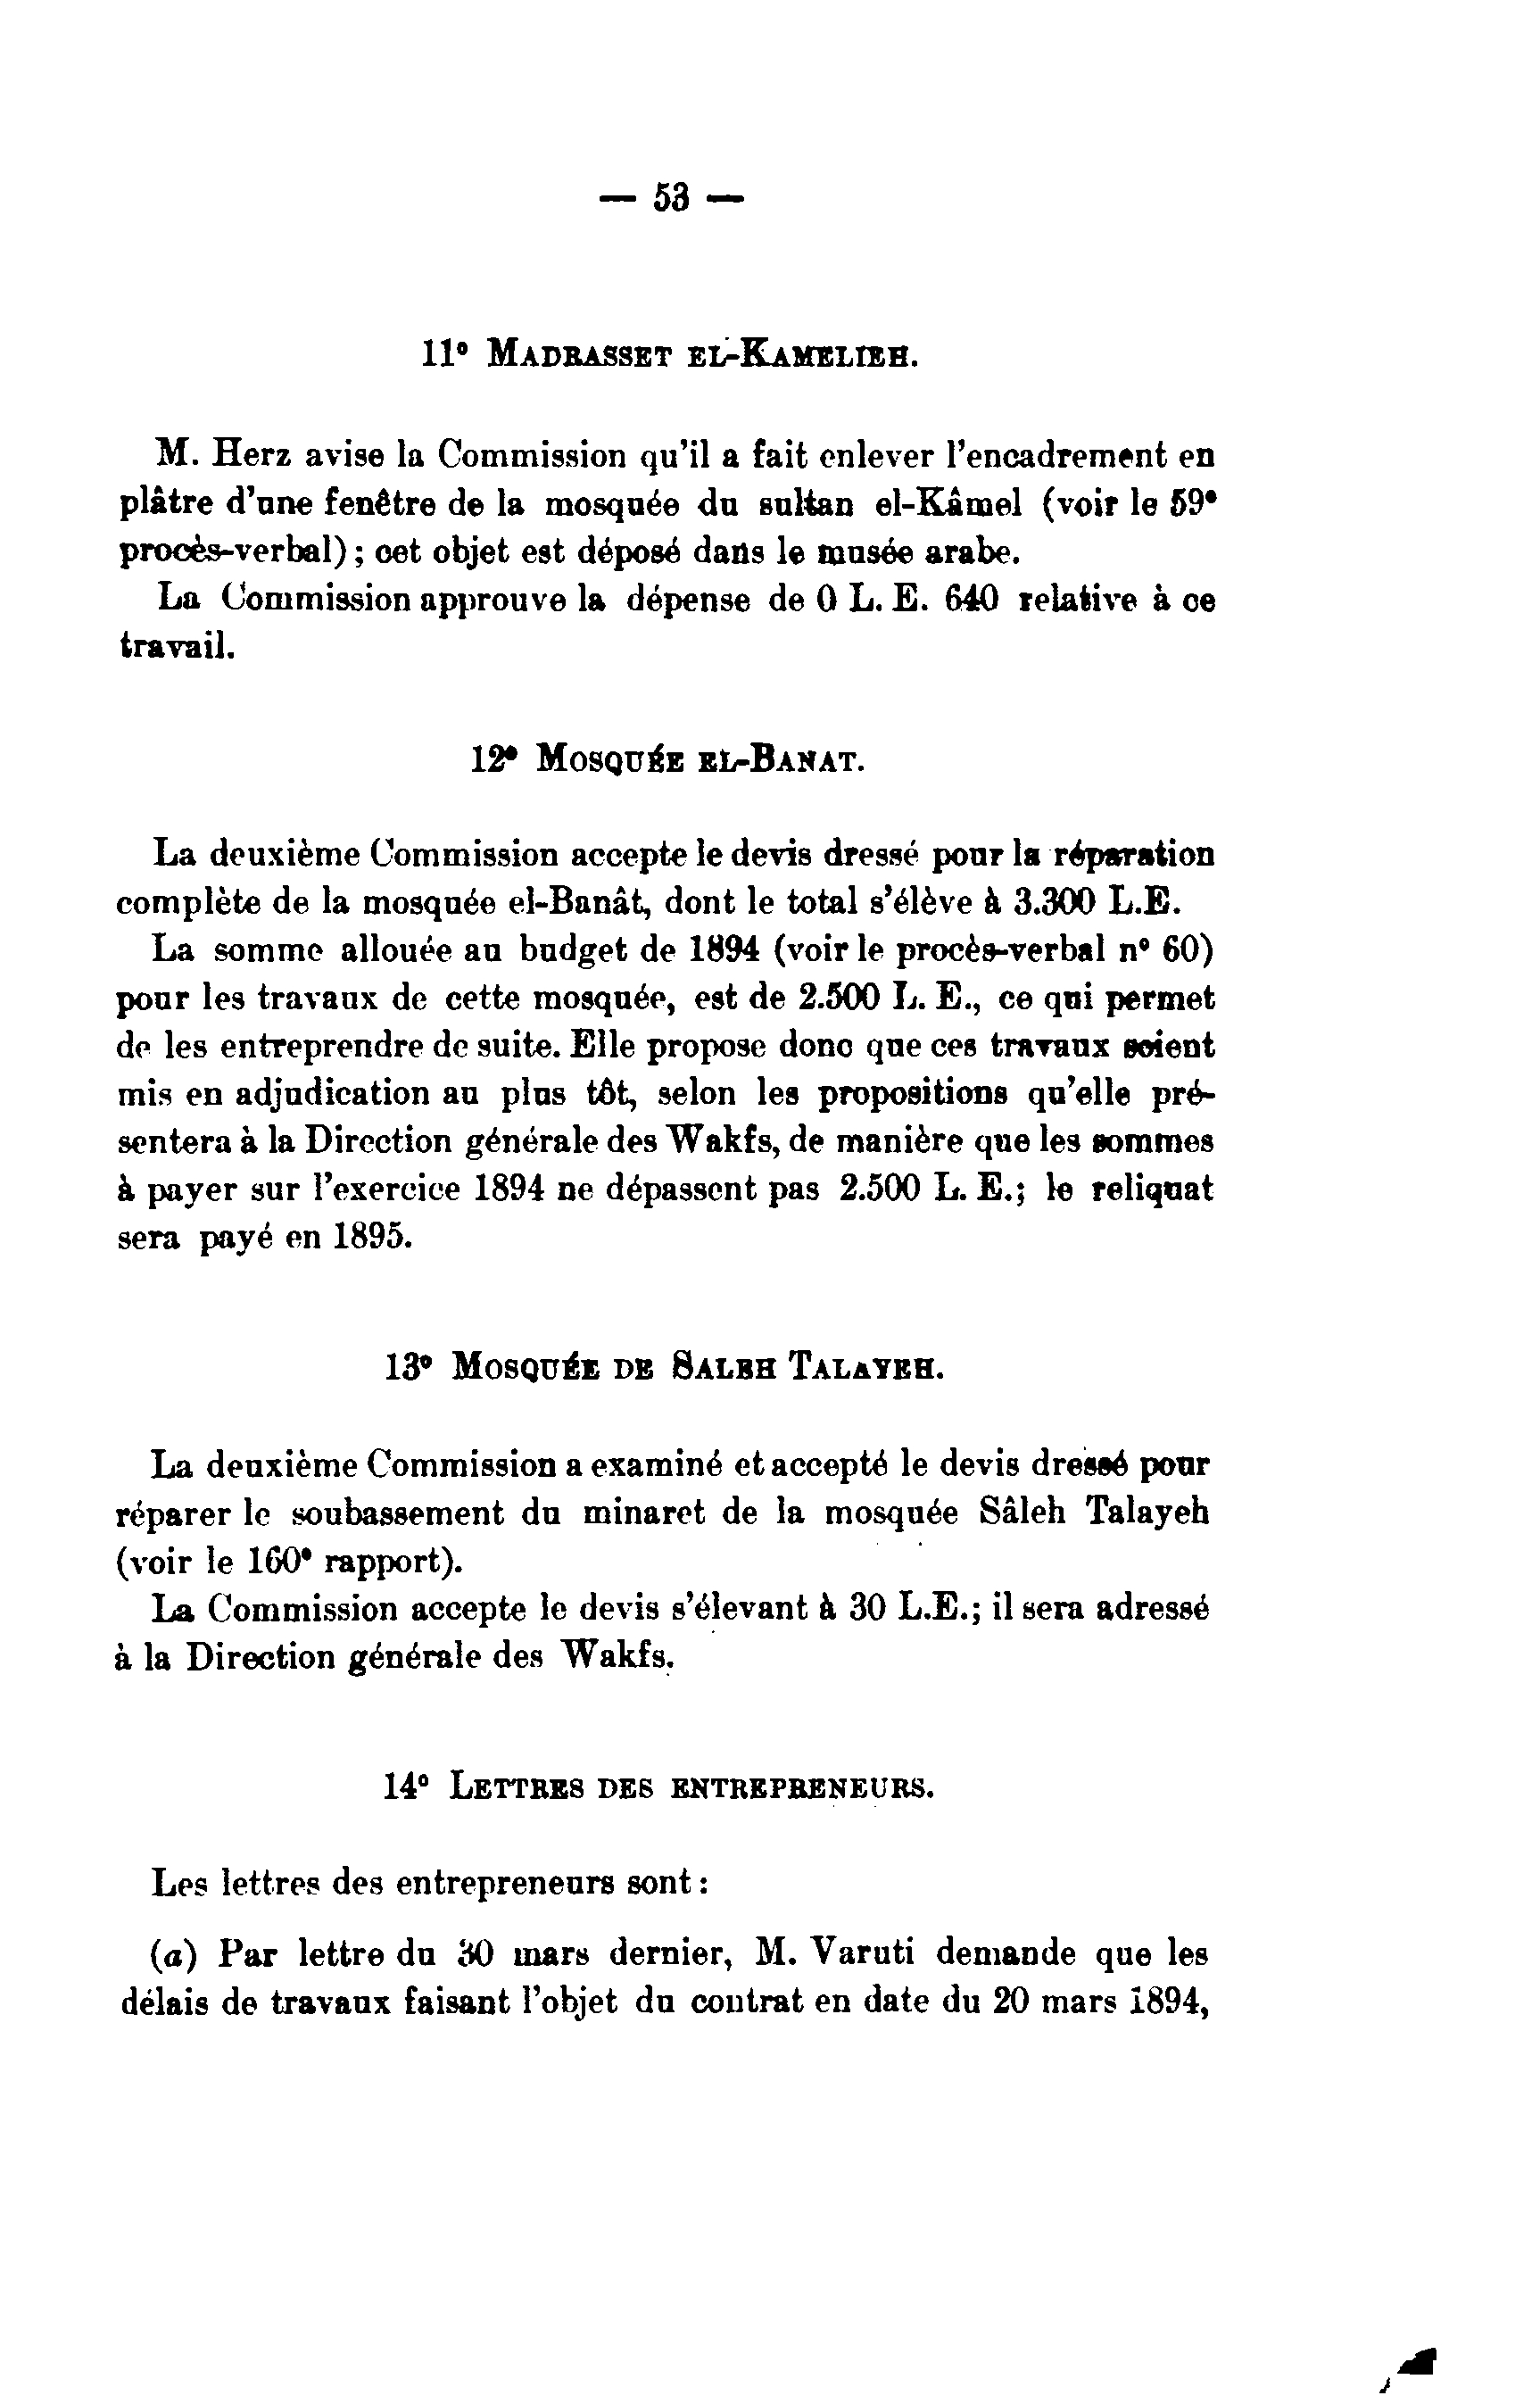 — 53 —
11° MADRASSET EL-KAMELIEH.
M. Herz avise la Commission qu'il a fait enlever l'encadrement en
plâtre d'une fenêtre de la mosquée du sultan el-Kâmel (voir le 59e
procès-verbal) ; cet objet est déposé dans le musée arabe.
La Commission approuve la dépense de 0 L. E. 640 relative à ce
travail.
12° MOSQUÉE EL-BANAT.
La deuxième Commission accepte le devis dressé pour la réparation
complète de la mosquée el-Banât, dont le total s'élève à 3.300 L.E.
La somme allouée au budget de 1894 (voir le procès-verbal n° 60)
pour les travaux de cette mosquée, est de 2.500 L. E., ce qui permet
de les entreprendre de suite. Elle propose donc que ces travaux soient
mis en adjudication au plus tôt, selon les propositions qu'elle pré-
sentera à la Direction générale des Wakfs, de manière que les sommes
à payer sur l'exercice 1894 ne dépassent pas 2.500 L. E.; le reliquat
sera payé en 1895.
13° MOSQUÉE DE SALEH TALAYEH.
La deuxième Commission a examiné et accepté le devis dressé pour
réparer le soubassement du minaret de la mosquée Sâleh Talayeh
(voir le 160e rapport).
La Commission accepte le devis s'élevant à 30 L.E.; il sera adressé
à la Direction générale des Wakfs.
14° LETTRES DES ENTREPRENEURS.
Les lettres des entrepreneurs sont :
(a) Par lettre du 30 mars dernier, M. Varuti demande que les
délais de travaux faisant l'objet du contrat en date du 20 mars 1894,